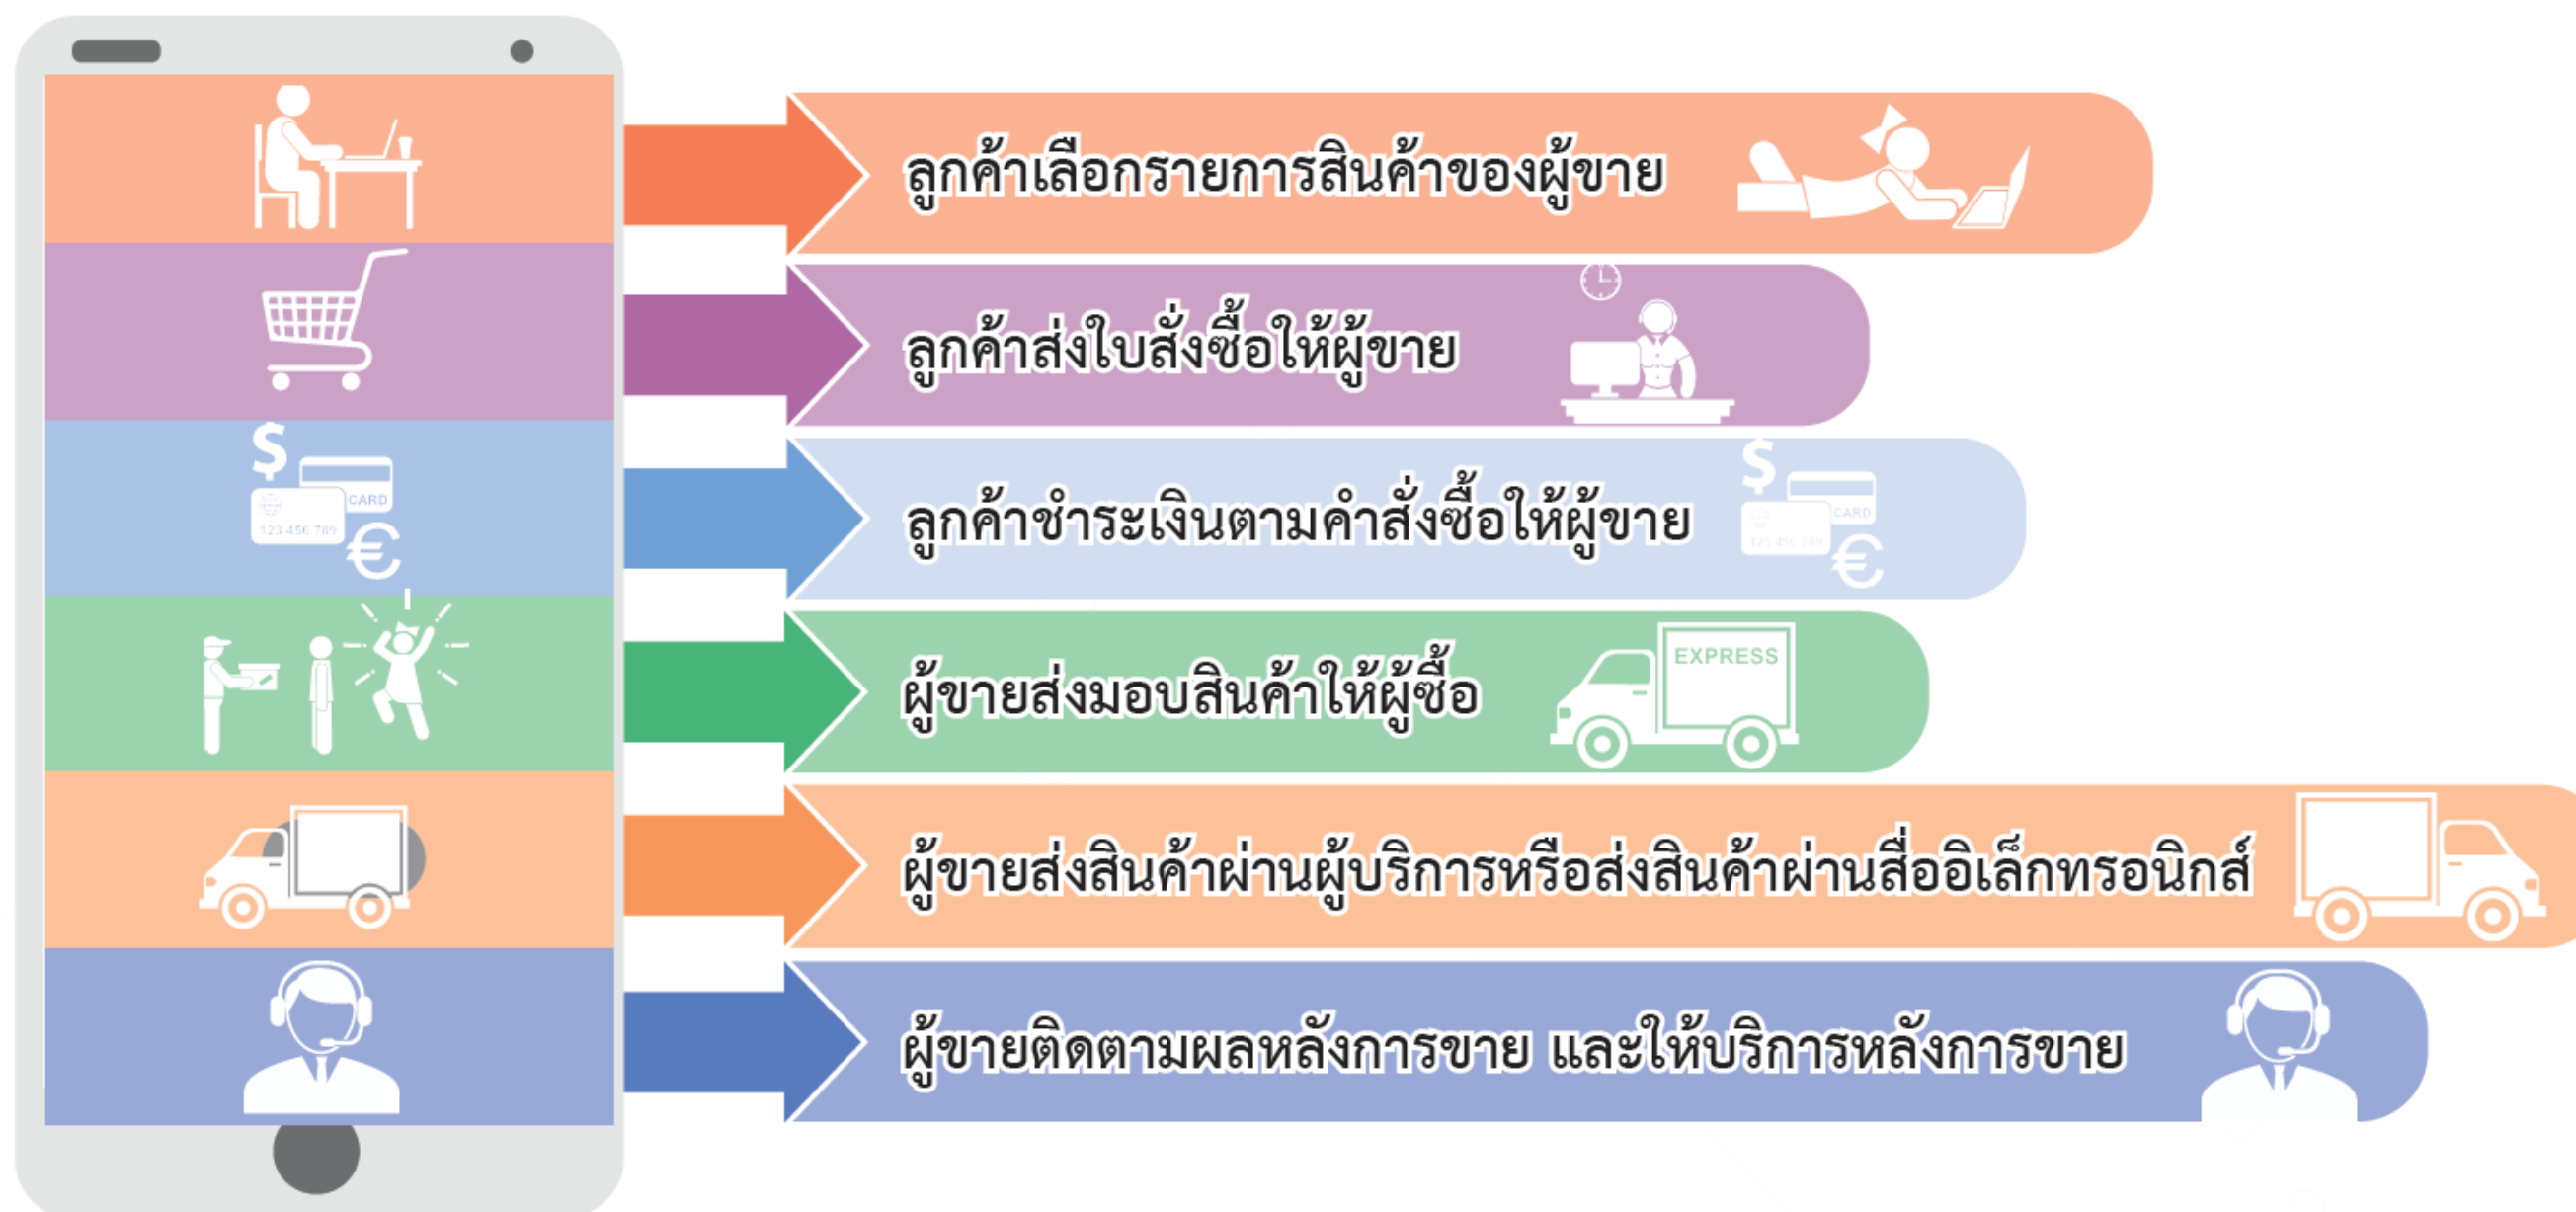 ลูกค้าเลือกรายการสินค้าของผู้ขาย
ลูกค้าส่งใบสั่งซื้อให้ผู้ขาย
$
CARD
123 456 789
€
ลูกค้าชำระเงินตามคำสั่งซื้อให้ผู้ขาย
$
CARD
123 456 789
€
ผู้ขายส่งมอบสินค้าให้ผู้ซื้อ
EXPRESS
ผู้ขายส่งสินค้าผ่านผู้บริการหรือส่งสินค้าผ่านสื่ออิเล็กทรอนิกส์
ผู้ขายติดตามผลหลังการขาย และให้บริการหลังการขาย